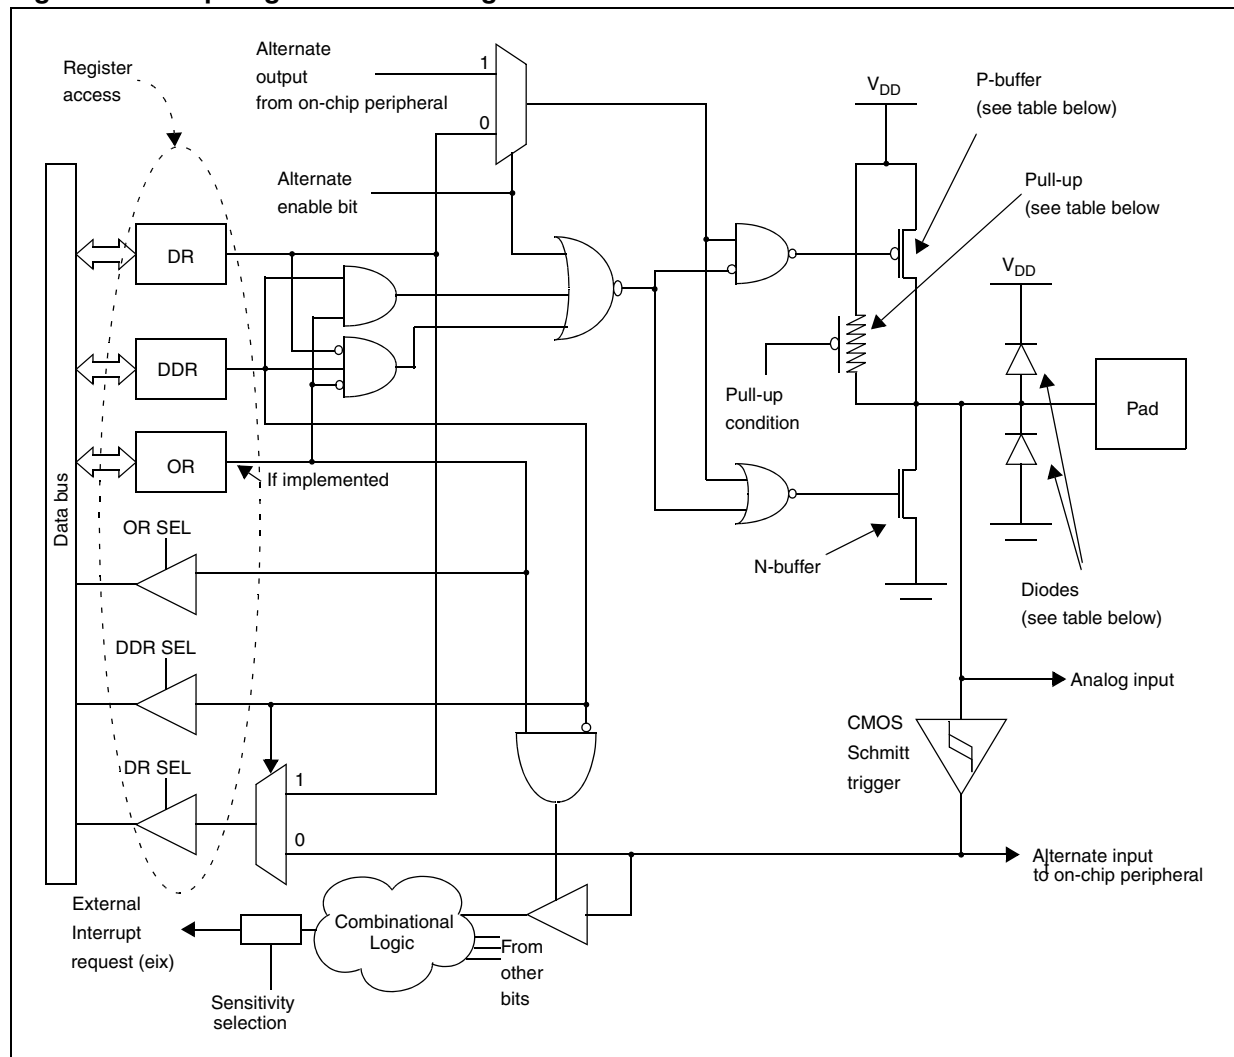 Register
access
Alternate
output
from on-chip peripheral
1
0
Alternate
enable bit
VDD
P-buffer
(see table below)
Pull-up
(see table below
VDD
DR
DDR
OR
If implemented
Data bus
Pull-up
condition
Pad
N-buffer
Diodes
(see table below)
OR SEL
DDR SEL
DR SEL
1
0
Analog input
CMOS
Schmitt
trigger
Alternate input
to on-chip peripheral
External
Interrupt
request (eix)
Combinational
Logic
From
other
bits
Sensitivity
selection